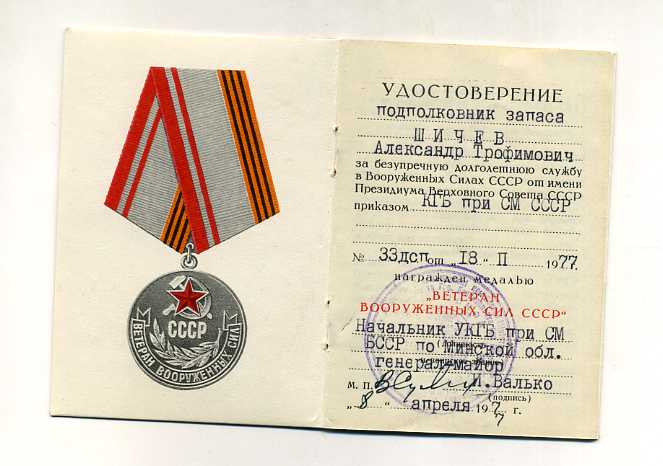 СССР
ВЕТЕРАН ВООРУЖЕННЫХ СИЛ
УДОСТОВЕРЕНИЕ
подполковник запаса
ШИЧЕВ
Александр Трофимович
за безупречную долголетнюю службу
в Вооруженных Силах СССР от имени
Президиума Верховного Совета СССР
приказом КГБ при СМ СССР
№ 33дсп от „18“ II 1977.
награжден медалью
„ВЕТЕРАН
ВООРУЖЕННЫХ СИЛ СССР“
Начальник УКГБ при СМ
БССР по Минской обл.
генерал-майор
М. П. И.Валько
(подпись)
„8“ апреля 1977 г.